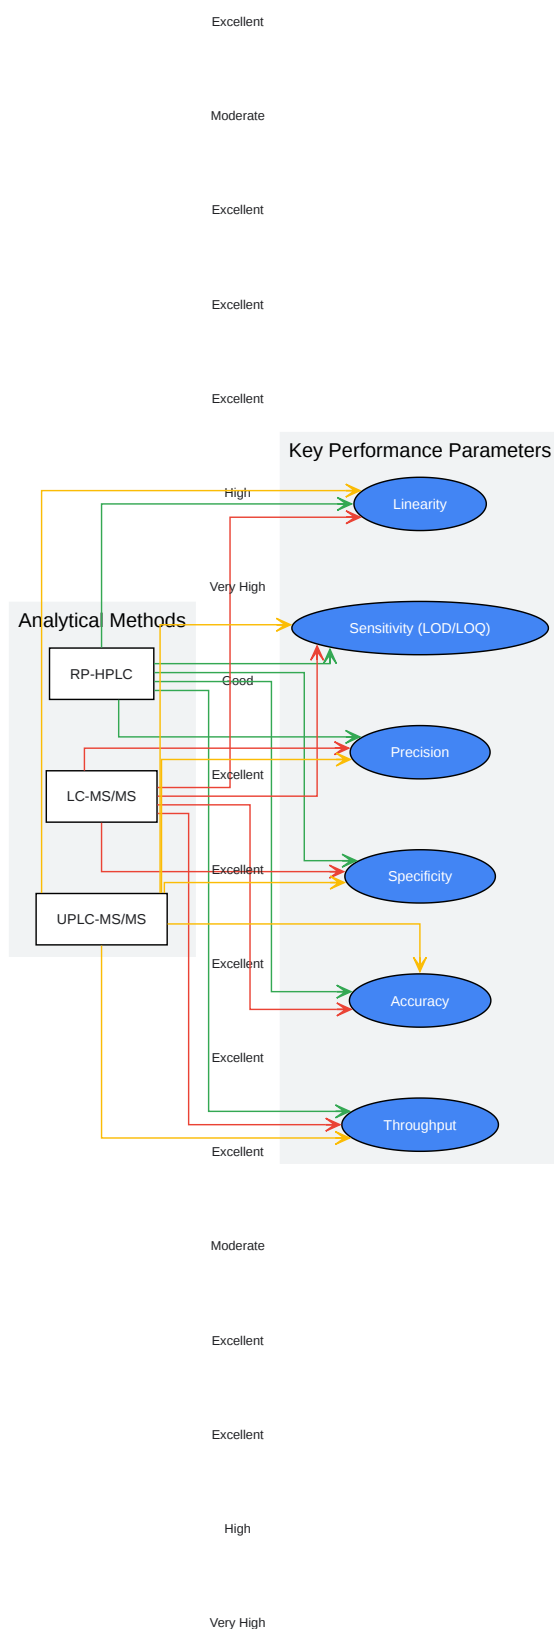 Excellent
Moderate
Excellent
Excellent
Excellent
Key Performance Parameters
High
Linearity
Very High
Analytical Methods
Sensitivity (LOD/LOQ)
RP-HPLC
Good
Precision
Excellent
LC-MS/MS
Excellent
Specificity
UPLC-MS/MS
Excellent
Accuracy
Excellent
Throughput
Excellent
Moderate
Excellent
Excellent
High
Very High